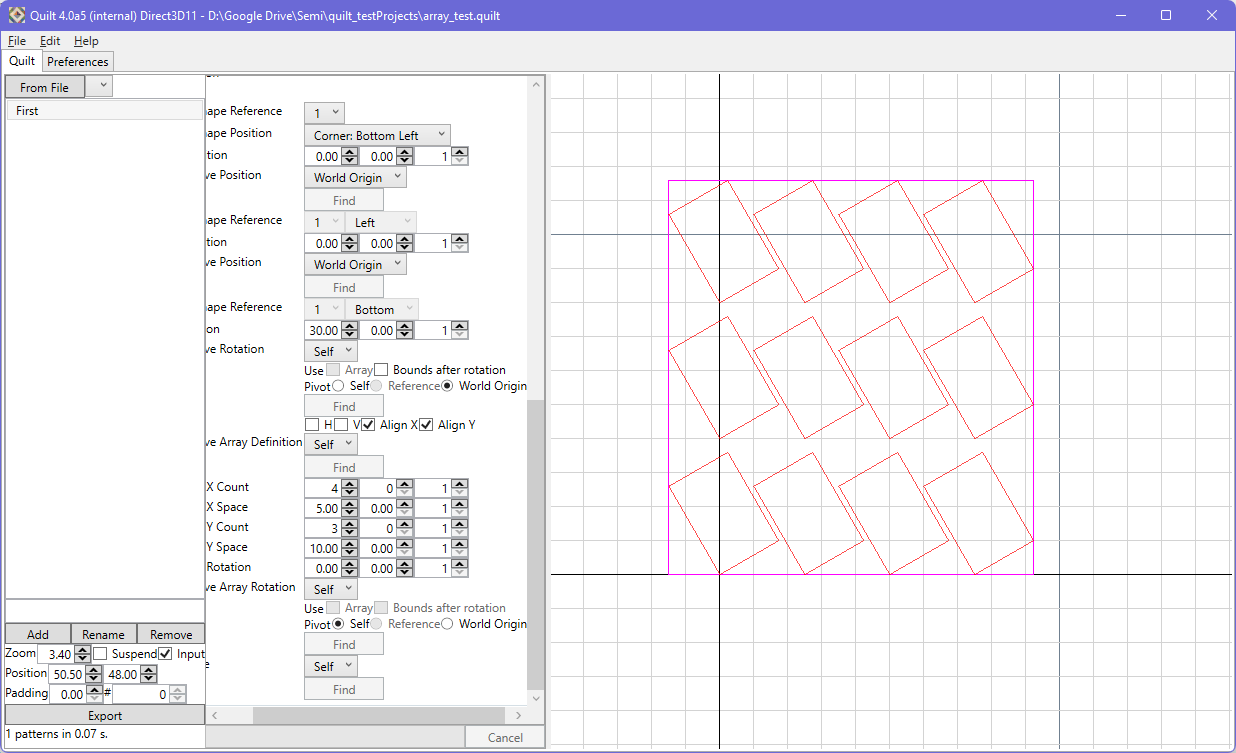 Quilt 4.0a5 (internal) Direct3D11 - D:\Google Drive\Semi\quilt_testProjects\array_test.quilt
File Edit Help
Quilt Preferences
From File
First
ape Reference 1
ape Position Corner: Bottom Left
tion 0.00 0.00 1
ve Position World Origin
Find
ape Reference 1 Left
tion 0.00 0.00 1
ve Position World Origin
Find
ape Reference 1 Bottom
on 30.00 0.00 1
ve Rotation Self
Use Array Bounds after rotation
Pivot Self Reference World Origin
Find
H V Align X Align Y
ve Array Definition Self
Find
X Count 4 0 1
X Space 5.00 0.00 1
Y Count 3 0 1
Y Space 10.00 0.00 1
Rotation 0.00 0.00 1
ve Array Rotation Self
Use Array Bounds after rotation
Pivot Self Reference World Origin
Find
e Self
Find
Add Rename Remove
Zoom 3.40 Suspend Input
Position 50.50 48.00
Padding 0.00 # 0
Export
1 patterns in 0.07 s.
Cancel